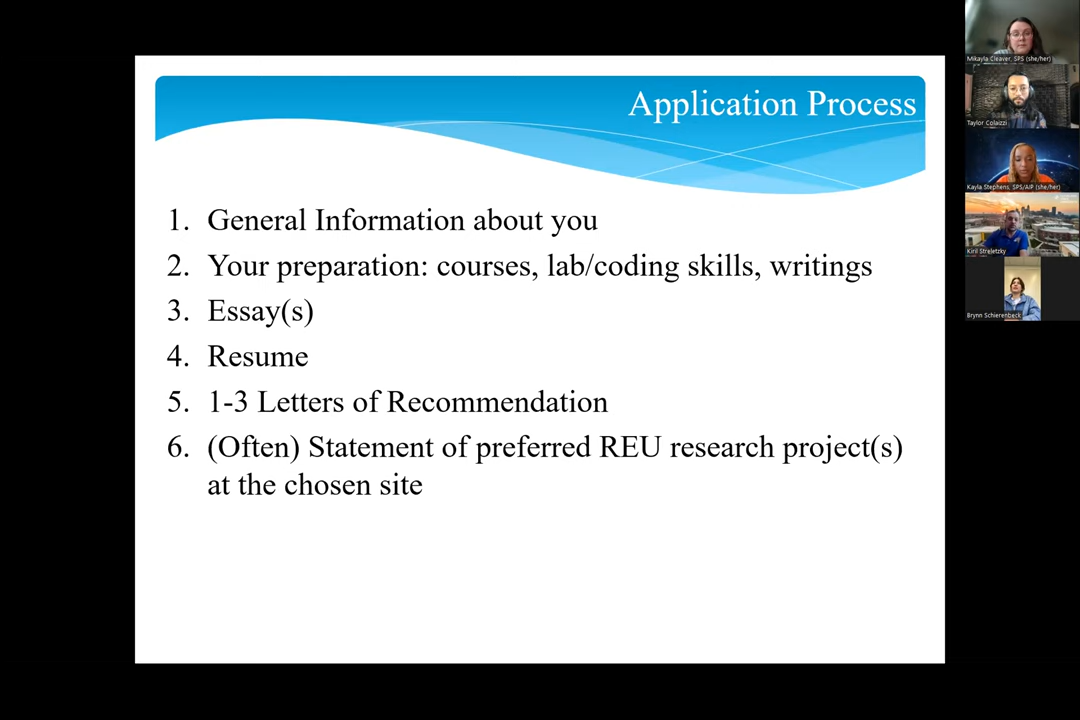 Application Process
1. General Information about you
2. Your preparation: courses, lab/coding skills, writings
3. Essay(s)
4. Resume
5. 1-3 Letters of Recommendation
6. (Often) Statement of preferred REU research project(s)
at the chosen site
Mikayla Cleaver, SPS (she/her)
Taylor Colaizzi
Kayla Stephens, SPS/AIP (she/her)
Kiril Streletzky
Brynn Schierenbeck